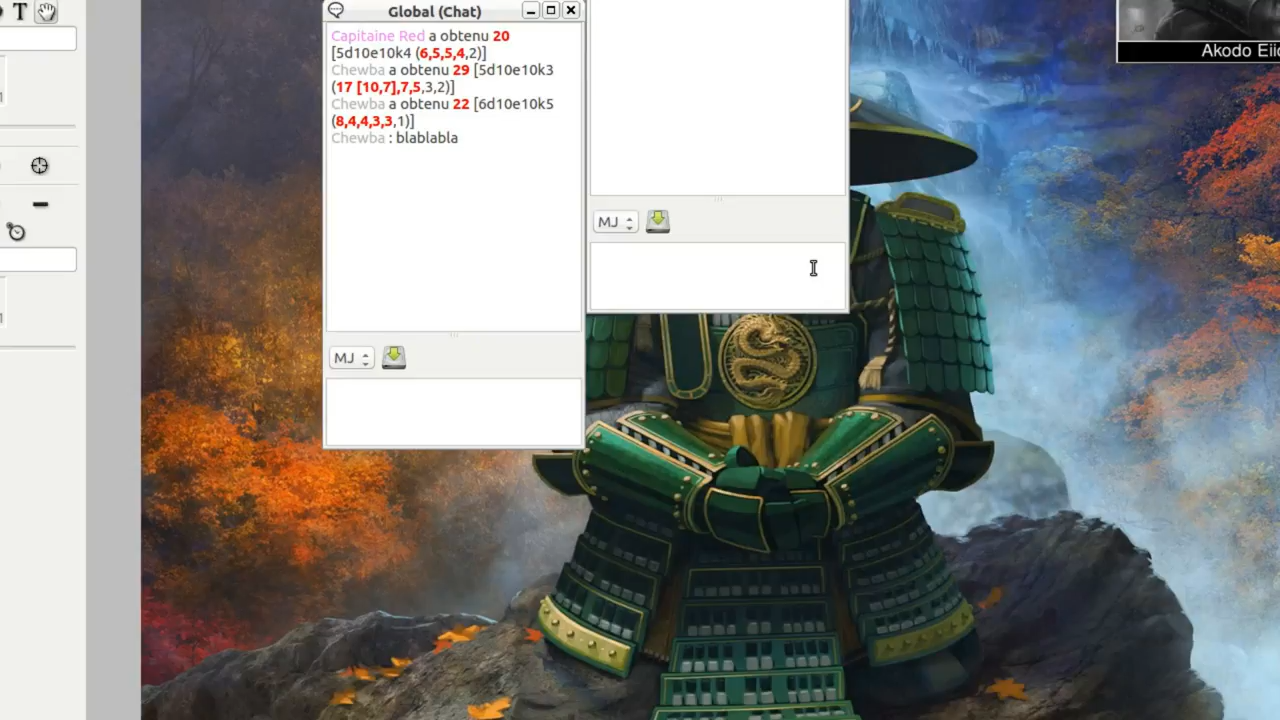 T
Global (Chat)
Capitaine Red a obtenu 20
[5d10e10k4 (6,5,5,4,2)]
Chewba a obtenu 29 [5d10e10k3
(17 [10,7],7,5,3,2)]
Chewba a obtenu 22 [6d10e10k5
(8,4,4,3,3,1)]
Chewba : blablabla
MJ
MJ
Akodo Eiic